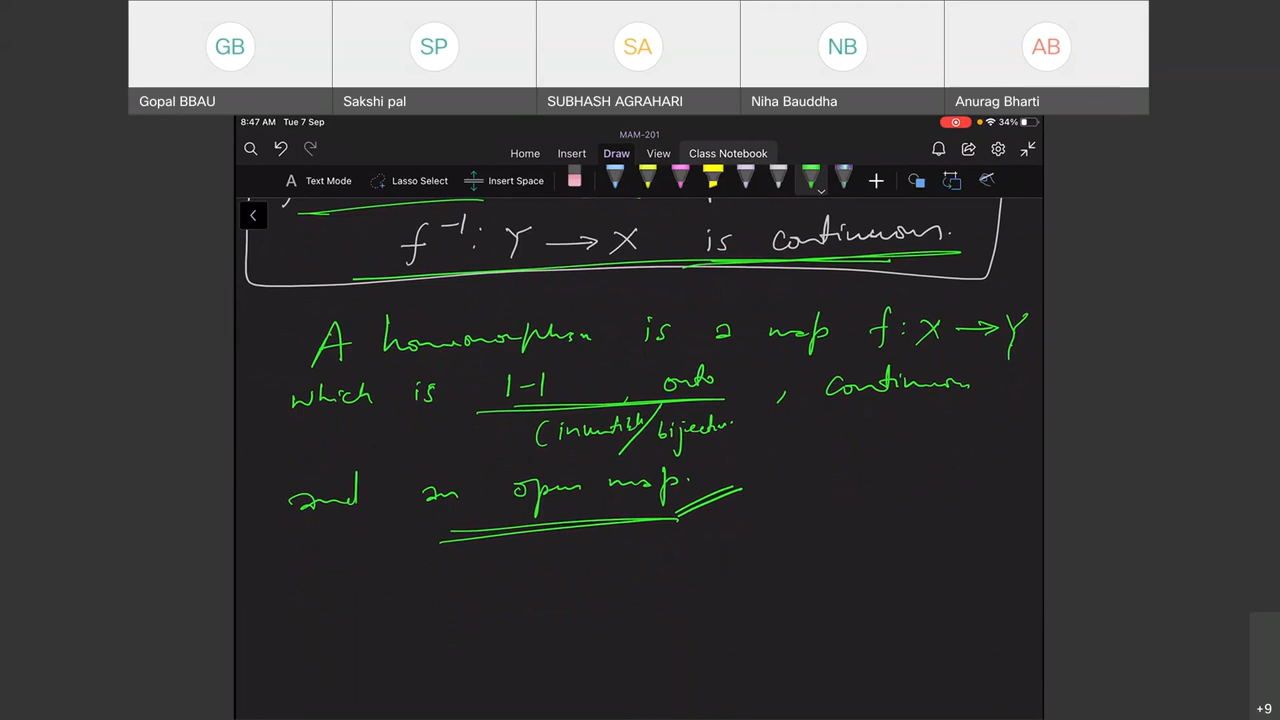 GB SP SA NB AB
Gopal BBAU Sakshi pal SUBHASH AGRAHARI Niha Bauddha Anurag Bharti
8:47 AM Tue 7 Sep 34%
MAM-201
Home Insert Draw View Class Notebook
Text Mode Lasso Select Insert Space
f⁻¹: Y → X is continuous.
A homeomorphism is a map f: X → Y
which is 1-1, onto, continuous
(invertible/bijective
and an open map.
+9